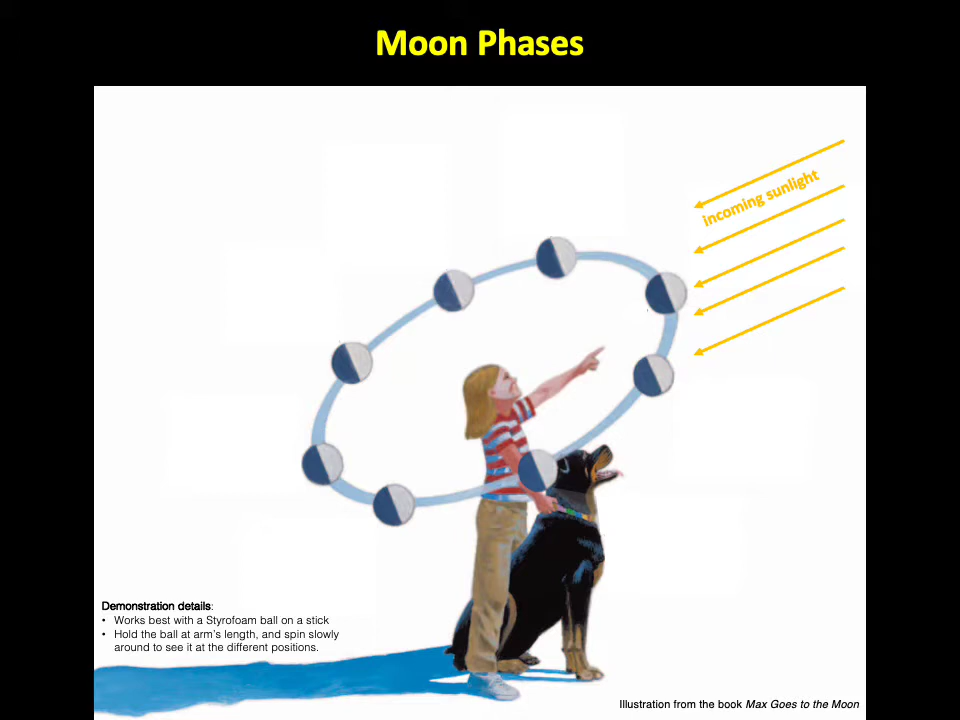 Moon Phases
incoming sunlight
Demonstration details:
• Works best with a Styrofoam ball on a stick
• Hold the ball at arm's length, and spin slowly
around to see it at the different positions.
Illustration from the book Max Goes to the Moon